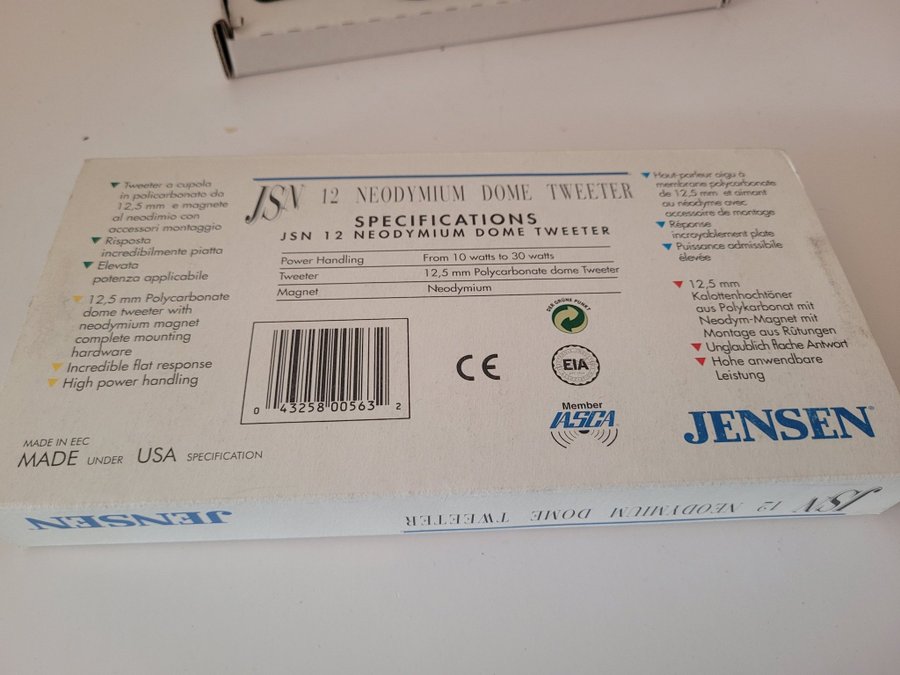 Tweeter a cupola
in policarbonato da
12,5 mm e magnete
al neodimio con
accessori montaggio
Risposta
incredibilmente piatta
Elevata
potenza applicabile
12,5 mm Polycarbonate
dome tweeter with
neodymium magnet
complete mounting
hardware
Incredible flat response
High power handling
MADE IN EEC
MADE UNDER USA SPECIFICATION
JSN 12 NEODYMIUM DOME TWEETER
SPECIFICATIONS
JSN 12 NEODYMIUM DOME TWEETER
Power Handling From 10 watts to 30 watts
Tweeter 12,5 mm Polycarbonate dome Tweeter
Magnet Neodymium
0 43258 00563 2
CE
DER GRÜNE PUNKT
EIA
Member
IASCA
Haut-parleur aigu à
membrane polycarbonate
de 12,5 mm et aimant
au néodyme avec
accessoire de montage
Réponse
incroyablement plate
Puissance admissible
élevée
12,5 mm
Kalottenhochtöner
aus Polykarbonat mit
Neodym-Magnet mit
Montage aus Rütungen
Unglaublich flache Antwort
Hohe anwendbare
Leistung
JENSEN
JSN 12 NEODYMIUM DOME TWEETER
JENSEN